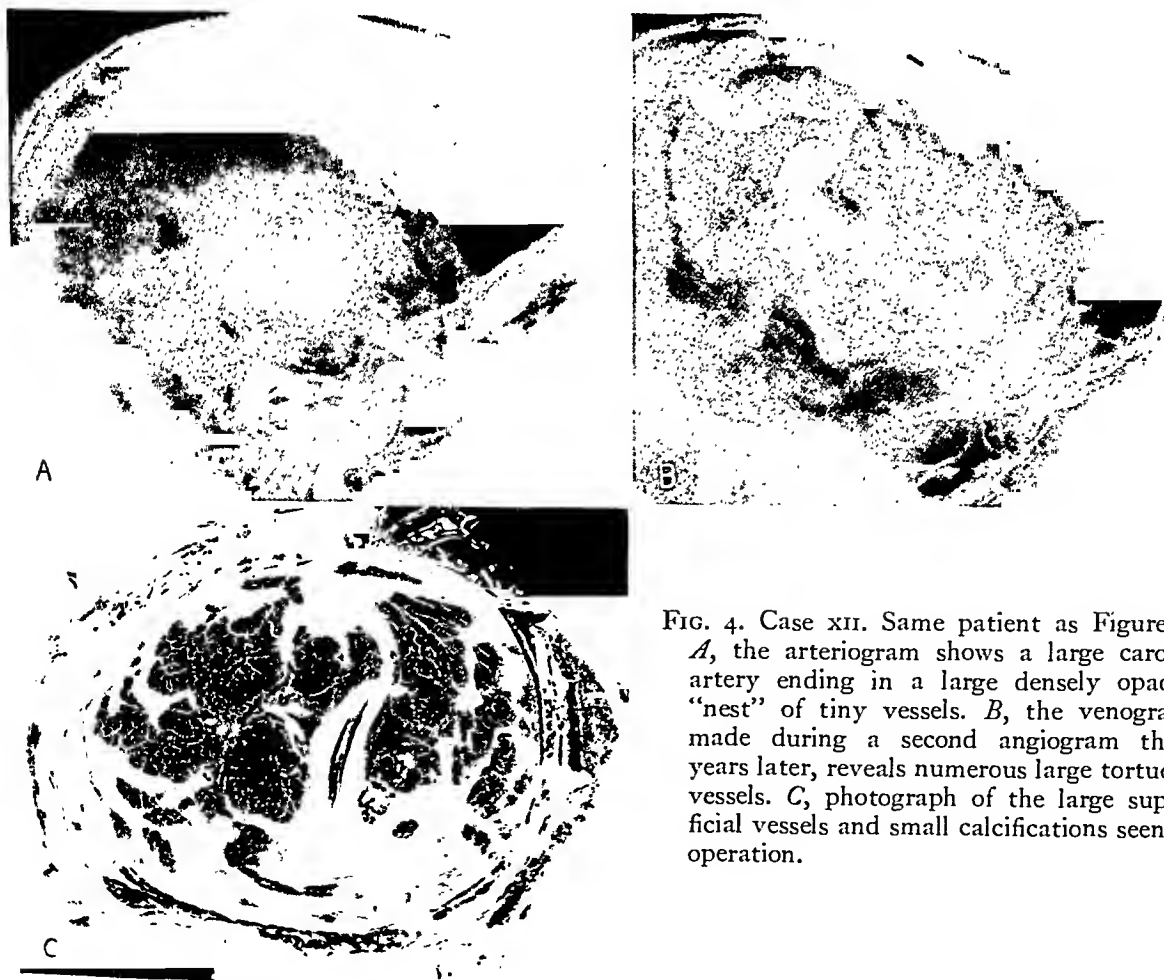 A
B
C
FIG. 4. Case XII. Same patient as Figure
A, the arteriogram shows a large caro
artery ending in a large densely opac
"nest" of tiny vessels. B, the venogra
made during a second angiogram th
years later, reveals numerous large tortu
vessels. C, photograph of the large sup
ficial vessels and small calcifications seen
operation.